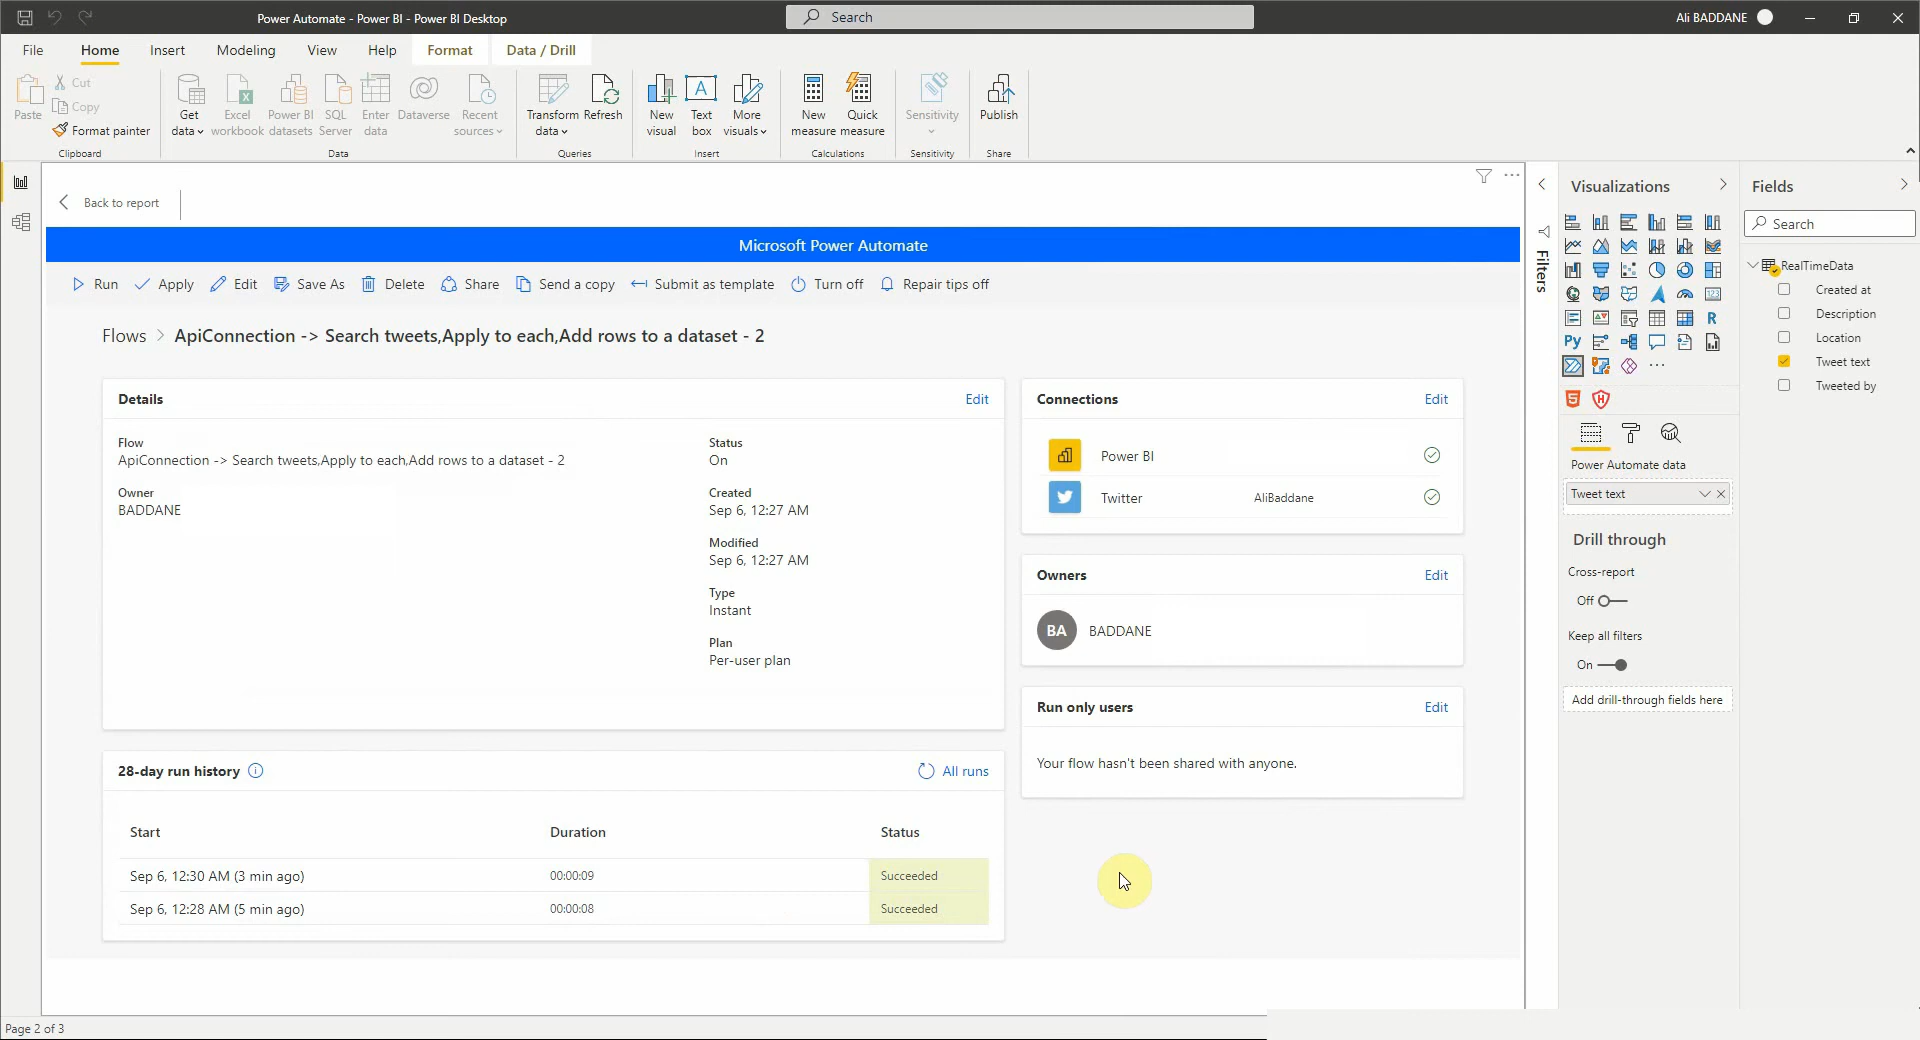 Power Automate - Power BI - Power BI Desktop
Search
Ali BADDANE
File Home Insert Modeling View Help Format Data / Drill
Paste
Cut
Copy
Format painter
Clipboard
Get data
Excel workbook
Power BI datasets
SQL Server
Enter data
Dataverse
Recent sources
Data
Transform data
Refresh
Queries
New visual
Text box
More visuals
Insert
New measure
Quick measure
Calculations
Sensitivity
Sensitivity
Publish
Share
Back to report
Microsoft Power Automate
Run Apply Edit Save As Delete Share Send a copy Submit as template Turn off Repair tips off
Flows > ApiConnection -> Search tweets,Apply to each,Add rows to a dataset - 2
Details Edit
Flow
ApiConnection -> Search tweets,Apply to each,Add rows to a dataset - 2
Owner
BADDANE
Status
On
Created
Sep 6, 12:27 AM
Modified
Sep 6, 12:27 AM
Type
Instant
Plan
Per-user plan
28-day run history All runs
Start Duration Status
Sep 6, 12:30 AM (3 min ago) 00:00:09 Succeeded
Sep 6, 12:28 AM (5 min ago) 00:00:08 Succeeded
Connections Edit
Power BI
Twitter AliBaddane
Owners Edit
BA BADDANE
Run only users Edit
Your flow hasn't been shared with anyone.
Filters
Visualizations
R
Py
Power Automate data
Tweet text
Drill through
Cross-report
Off
Keep all filters
On
Add drill-through fields here
Fields
Search
RealTimeData
Created at
Description
Location
Tweet text
Tweeted by
Page 2 of 3